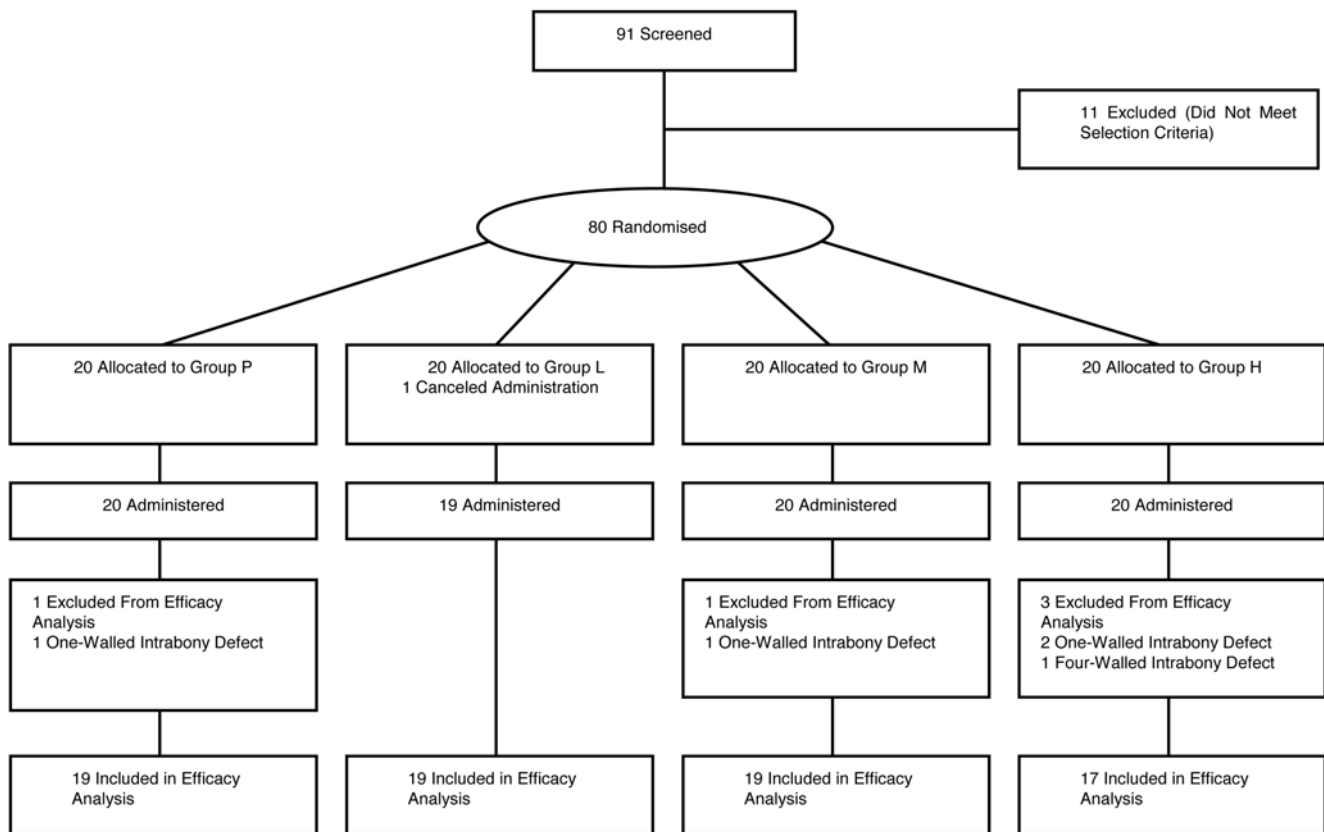 91 Screened
11 Excluded (Did Not Meet
Selection Criteria)
80 Randomised
20 Allocated to Group P
20 Allocated to Group L
1 Canceled Administration
20 Allocated to Group M
20 Allocated to Group H
20 Administered
19 Administered
20 Administered
20 Administered
1 Excluded From Efficacy
Analysis
1 One-Walled Intrabony Defect
1 Excluded From Efficacy
Analysis
1 One-Walled Intrabony Defect
3 Excluded From Efficacy
Analysis
2 One-Walled Intrabony Defect
1 Four-Walled Intrabony Defect
19 Included in Efficacy
Analysis
19 Included in Efficacy
Analysis
19 Included in Efficacy
Analysis
17 Included in Efficacy
Analysis